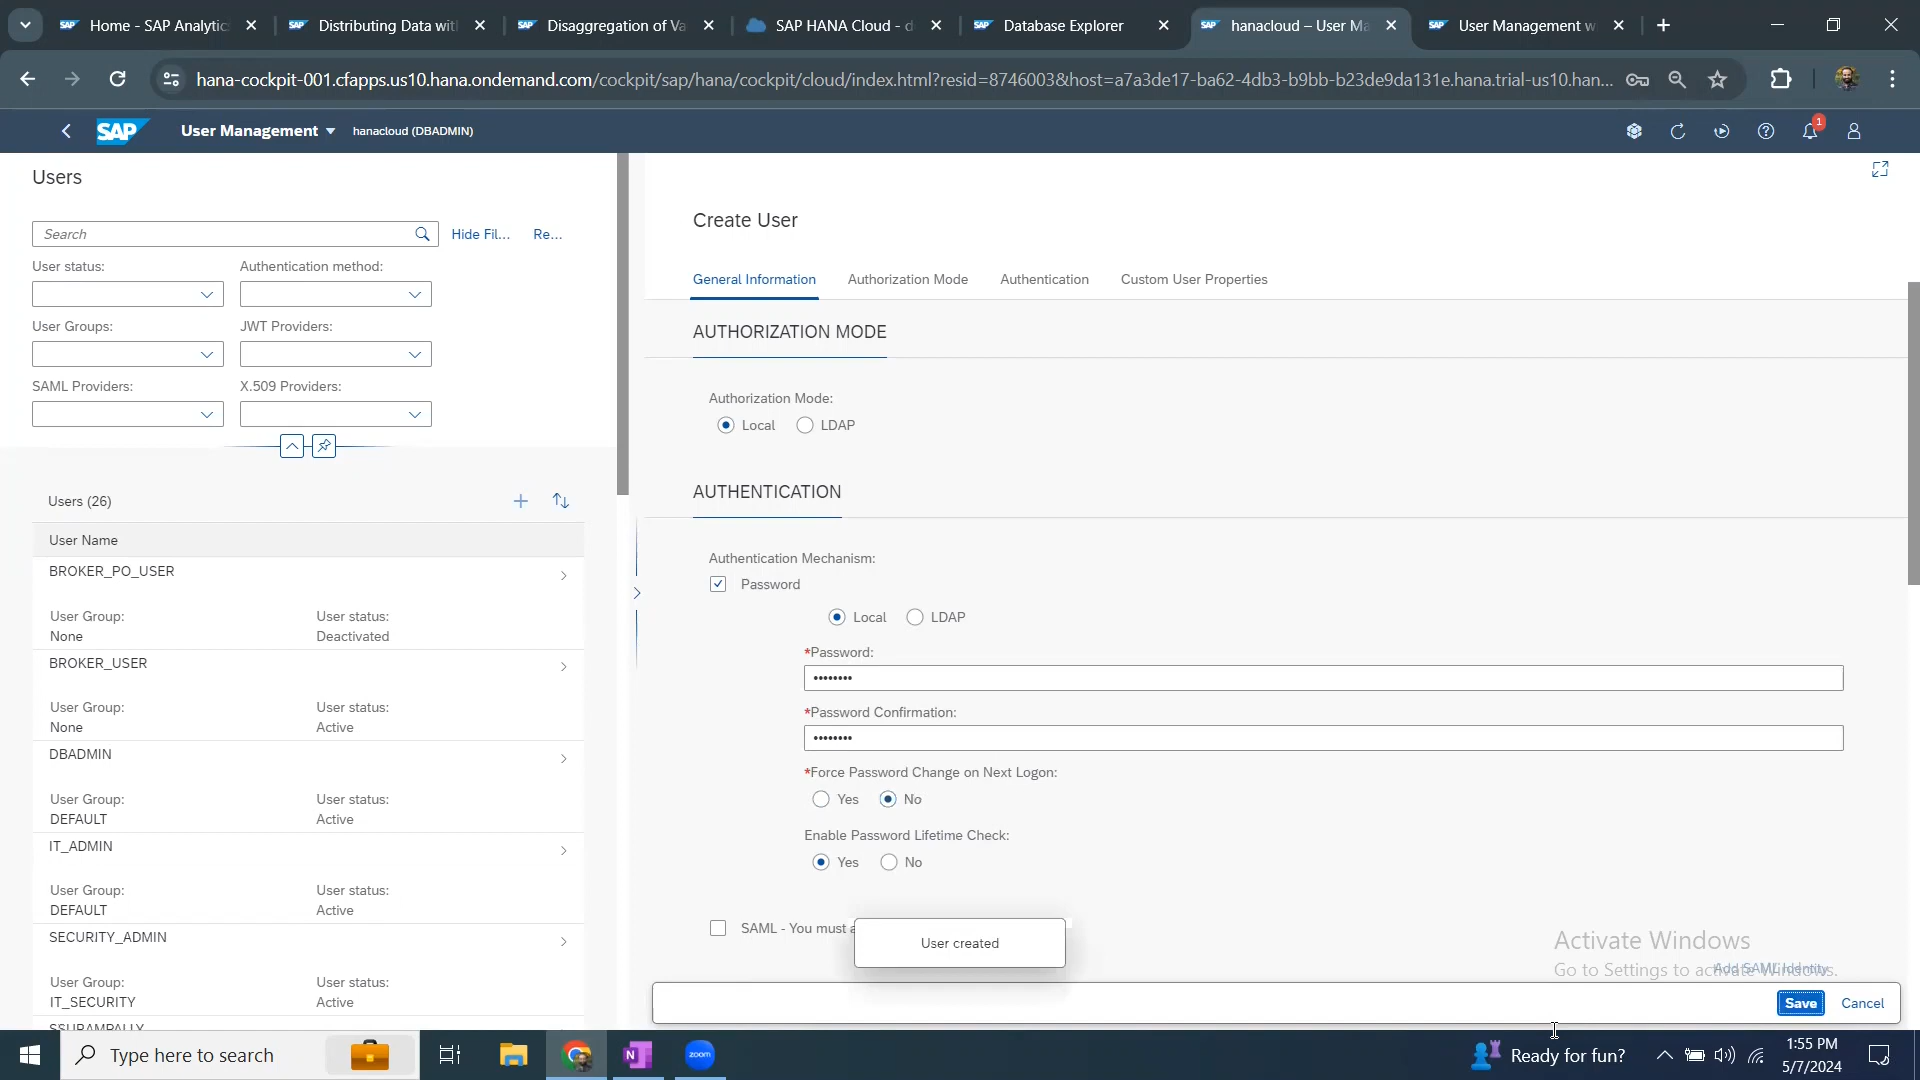 Home - SAP Analytic
Distributing Data wit
Disaggregation of Va
SAP HANA Cloud - d
Database Explorer
hanacloud – User Ma
User Management w
hana-cockpit-001.cfapps.us10.hana.ondemand.com/cockpit/sap/hana/cockpit/cloud/index.html?resid=8746003&host=a7a3de17-ba62-4db3-b9bb-b23de9da131e.hana.trial-us10.han...
SAP User Management hanacloud (DBADMIN)
1
Users
Search
Hide Fil...
Re...
User status:
Authentication method:
User Groups:
JWT Providers:
SAML Providers:
X.509 Providers:
Users (26)
User Name
BROKER_PO_USER
User Group:
User status:
None
Deactivated
BROKER_USER
User Group:
User status:
None
Active
DBADMIN
User Group:
User status:
DEFAULT
Active
IT_ADMIN
User Group:
User status:
DEFAULT
Active
SECURITY_ADMIN
User Group:
User status:
IT_SECURITY
Active
SSURAMPALLY
Create User
General Information
Authorization Mode
Authentication
Custom User Properties
AUTHORIZATION MODE
Authorization Mode:
Local
LDAP
AUTHENTICATION
Authentication Mechanism:
Password
Local
LDAP
*Password:
••••••••
*Password Confirmation:
••••••••
*Force Password Change on Next Logon:
Yes
No
Enable Password Lifetime Check:
Yes
No
SAML - You must a
User created
Activate Windows
Go to Settings to activate Windows.
Add SAML Identity
Save
Cancel
Type here to search
N
zoom
Ready for fun?
1:55 PM
5/7/2024